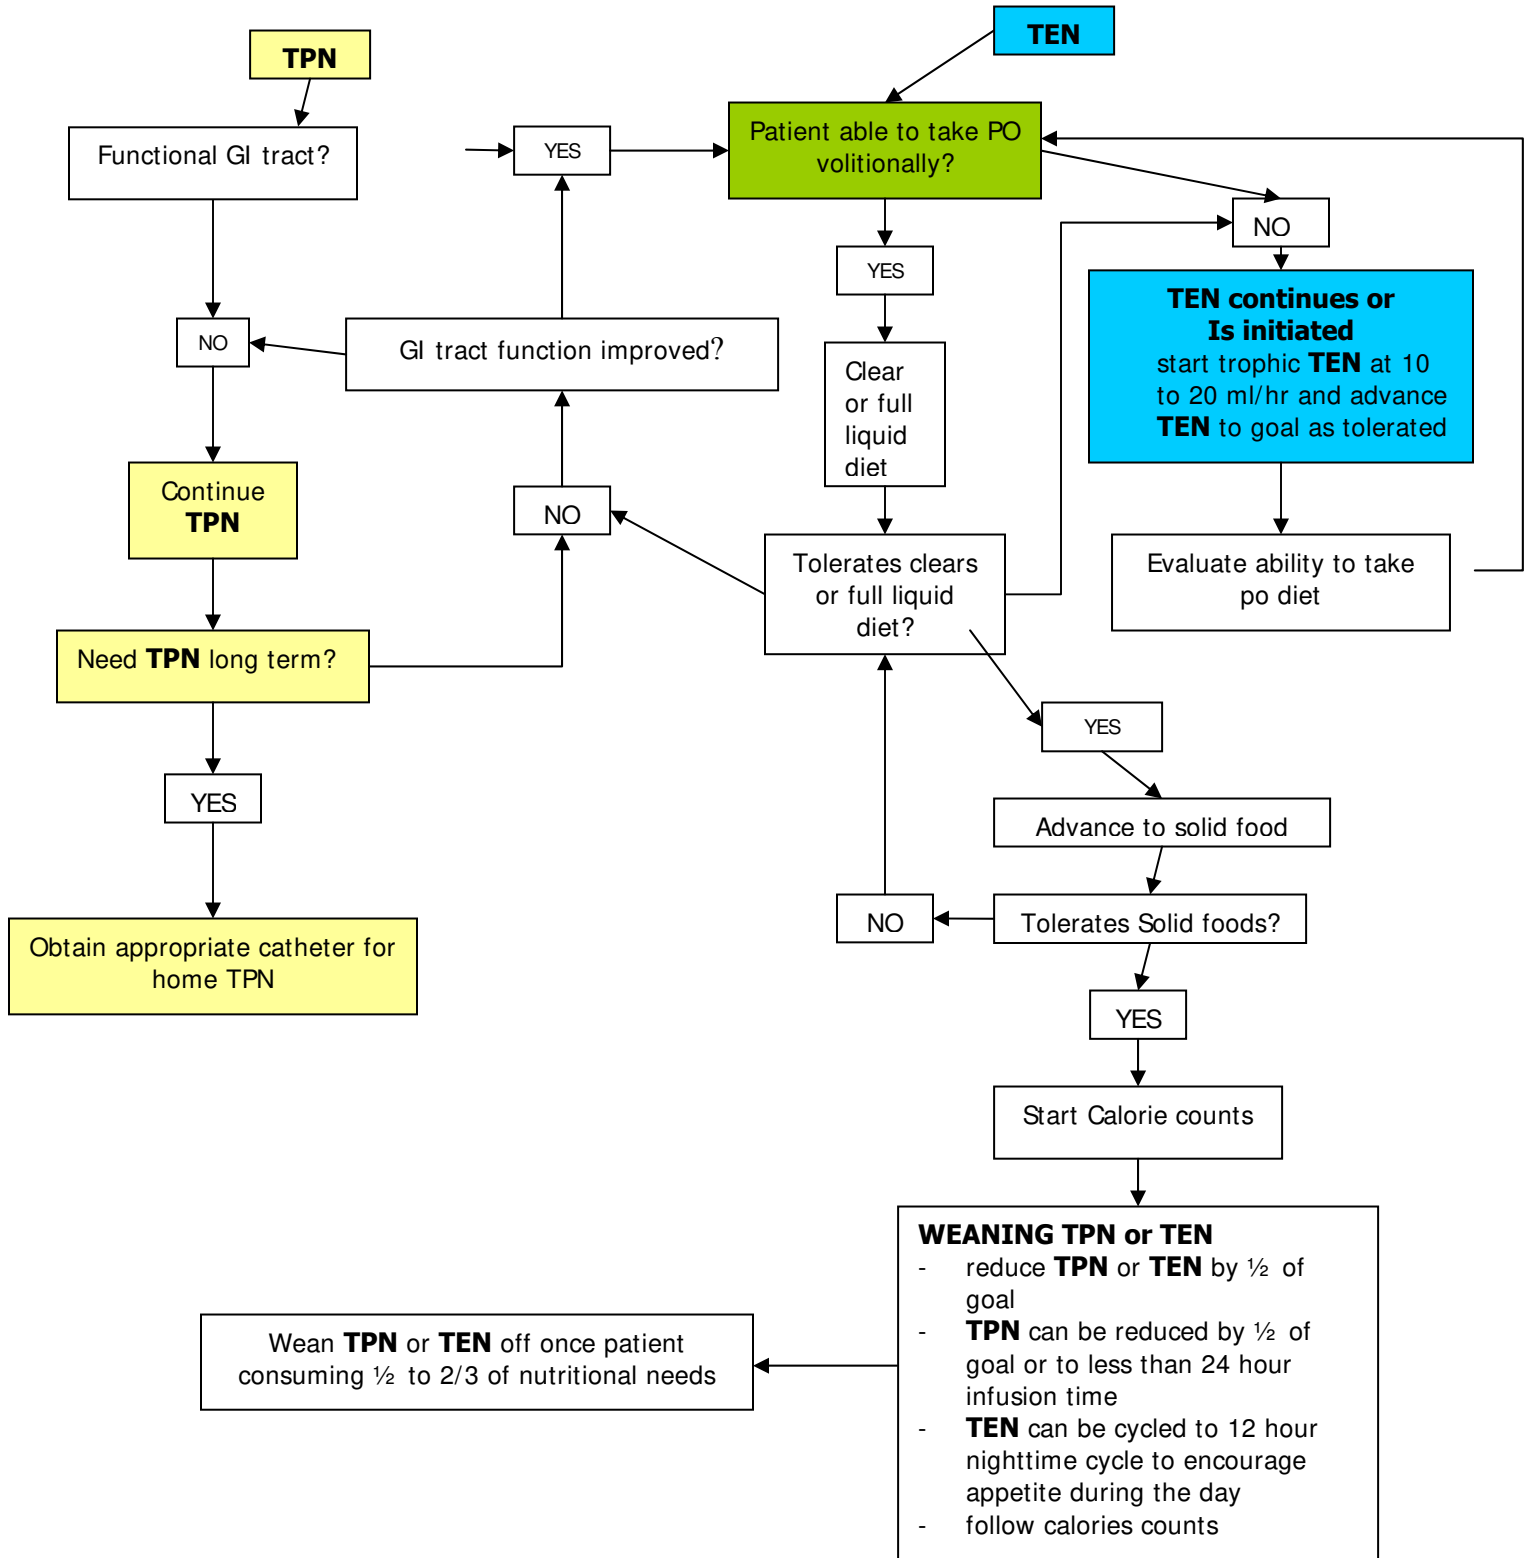 TPN
TEN
Functional GI tract?
YES
Patient able to take PO
volitionally?
NO
YES
NO
GI tract function improved?
Clear
or full
liquid
diet
TEN continues or
Is initiated
start trophic TEN at 10
to 20 ml/hr and advance
TEN to goal as tolerated
Continue
TPN
NO
Tolerates clears
or full liquid
diet?
Evaluate ability to take
po diet
Need TPN long term?
YES
YES
Advance to solid food
NO
Tolerates Solid foods?
Obtain appropriate catheter for
home TPN
YES
Start Calorie counts
WEANING TPN or TEN
- reduce TPN or TEN by ½ of
goal
- TPN can be reduced by ½ of
goal or to less than 24 hour
infusion time
- TEN can be cycled to 12 hour
nighttime cycle to encourage
appetite during the day
- follow calories counts
Wean TPN or TEN off once patient
consuming ½ to 2/3 of nutritional needs